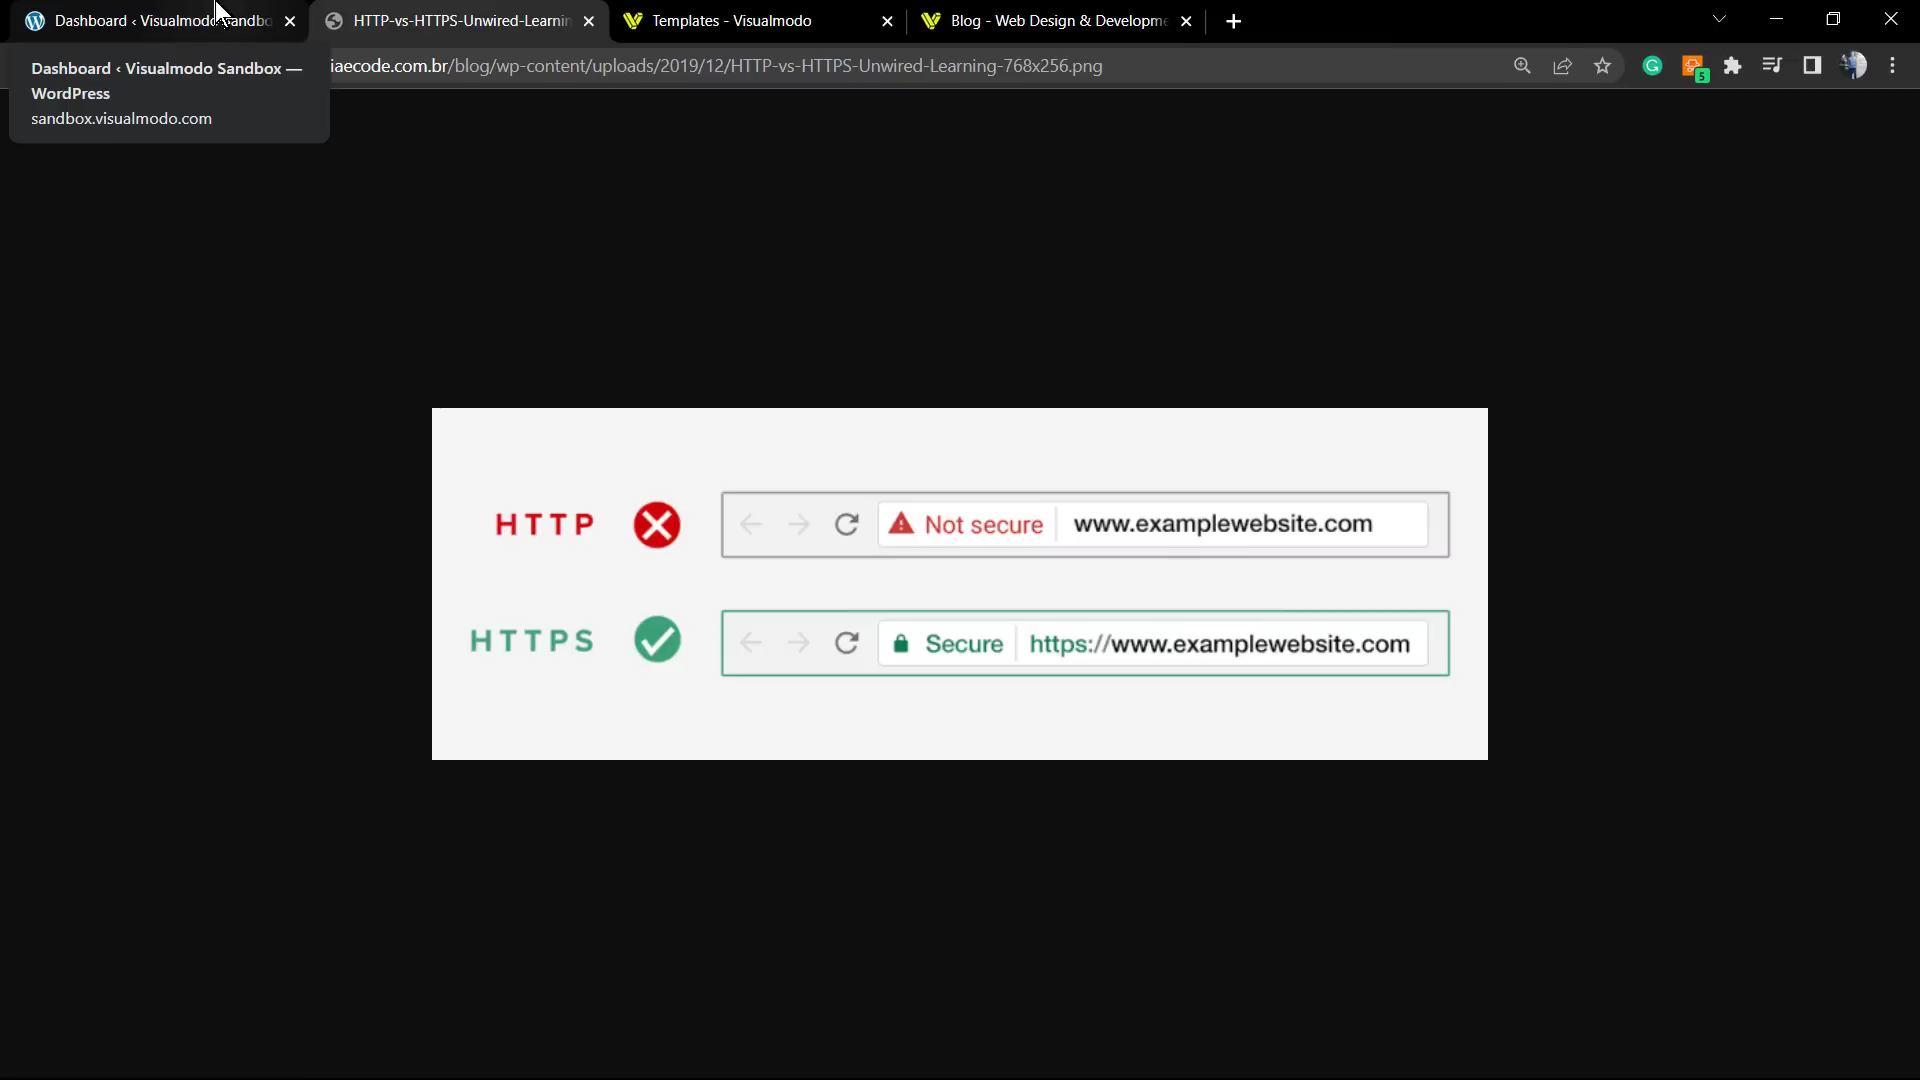 Dashboard ‹ Visualmodo Sandbo
HTTP-vs-HTTPS-Unwired-Learnin
Templates - Visualmodo
Blog - Web Design & Developme
Dashboard ‹ Visualmodo Sandbox —
WordPress
sandbox.visualmodo.com
iaecode.com.br/blog/wp-content/uploads/2019/12/HTTP-vs-HTTPS-Unwired-Learning-768x256.png
5
HTTP
Not secure
www.examplewebsite.com
HTTPS
Secure
https://www.examplewebsite.com